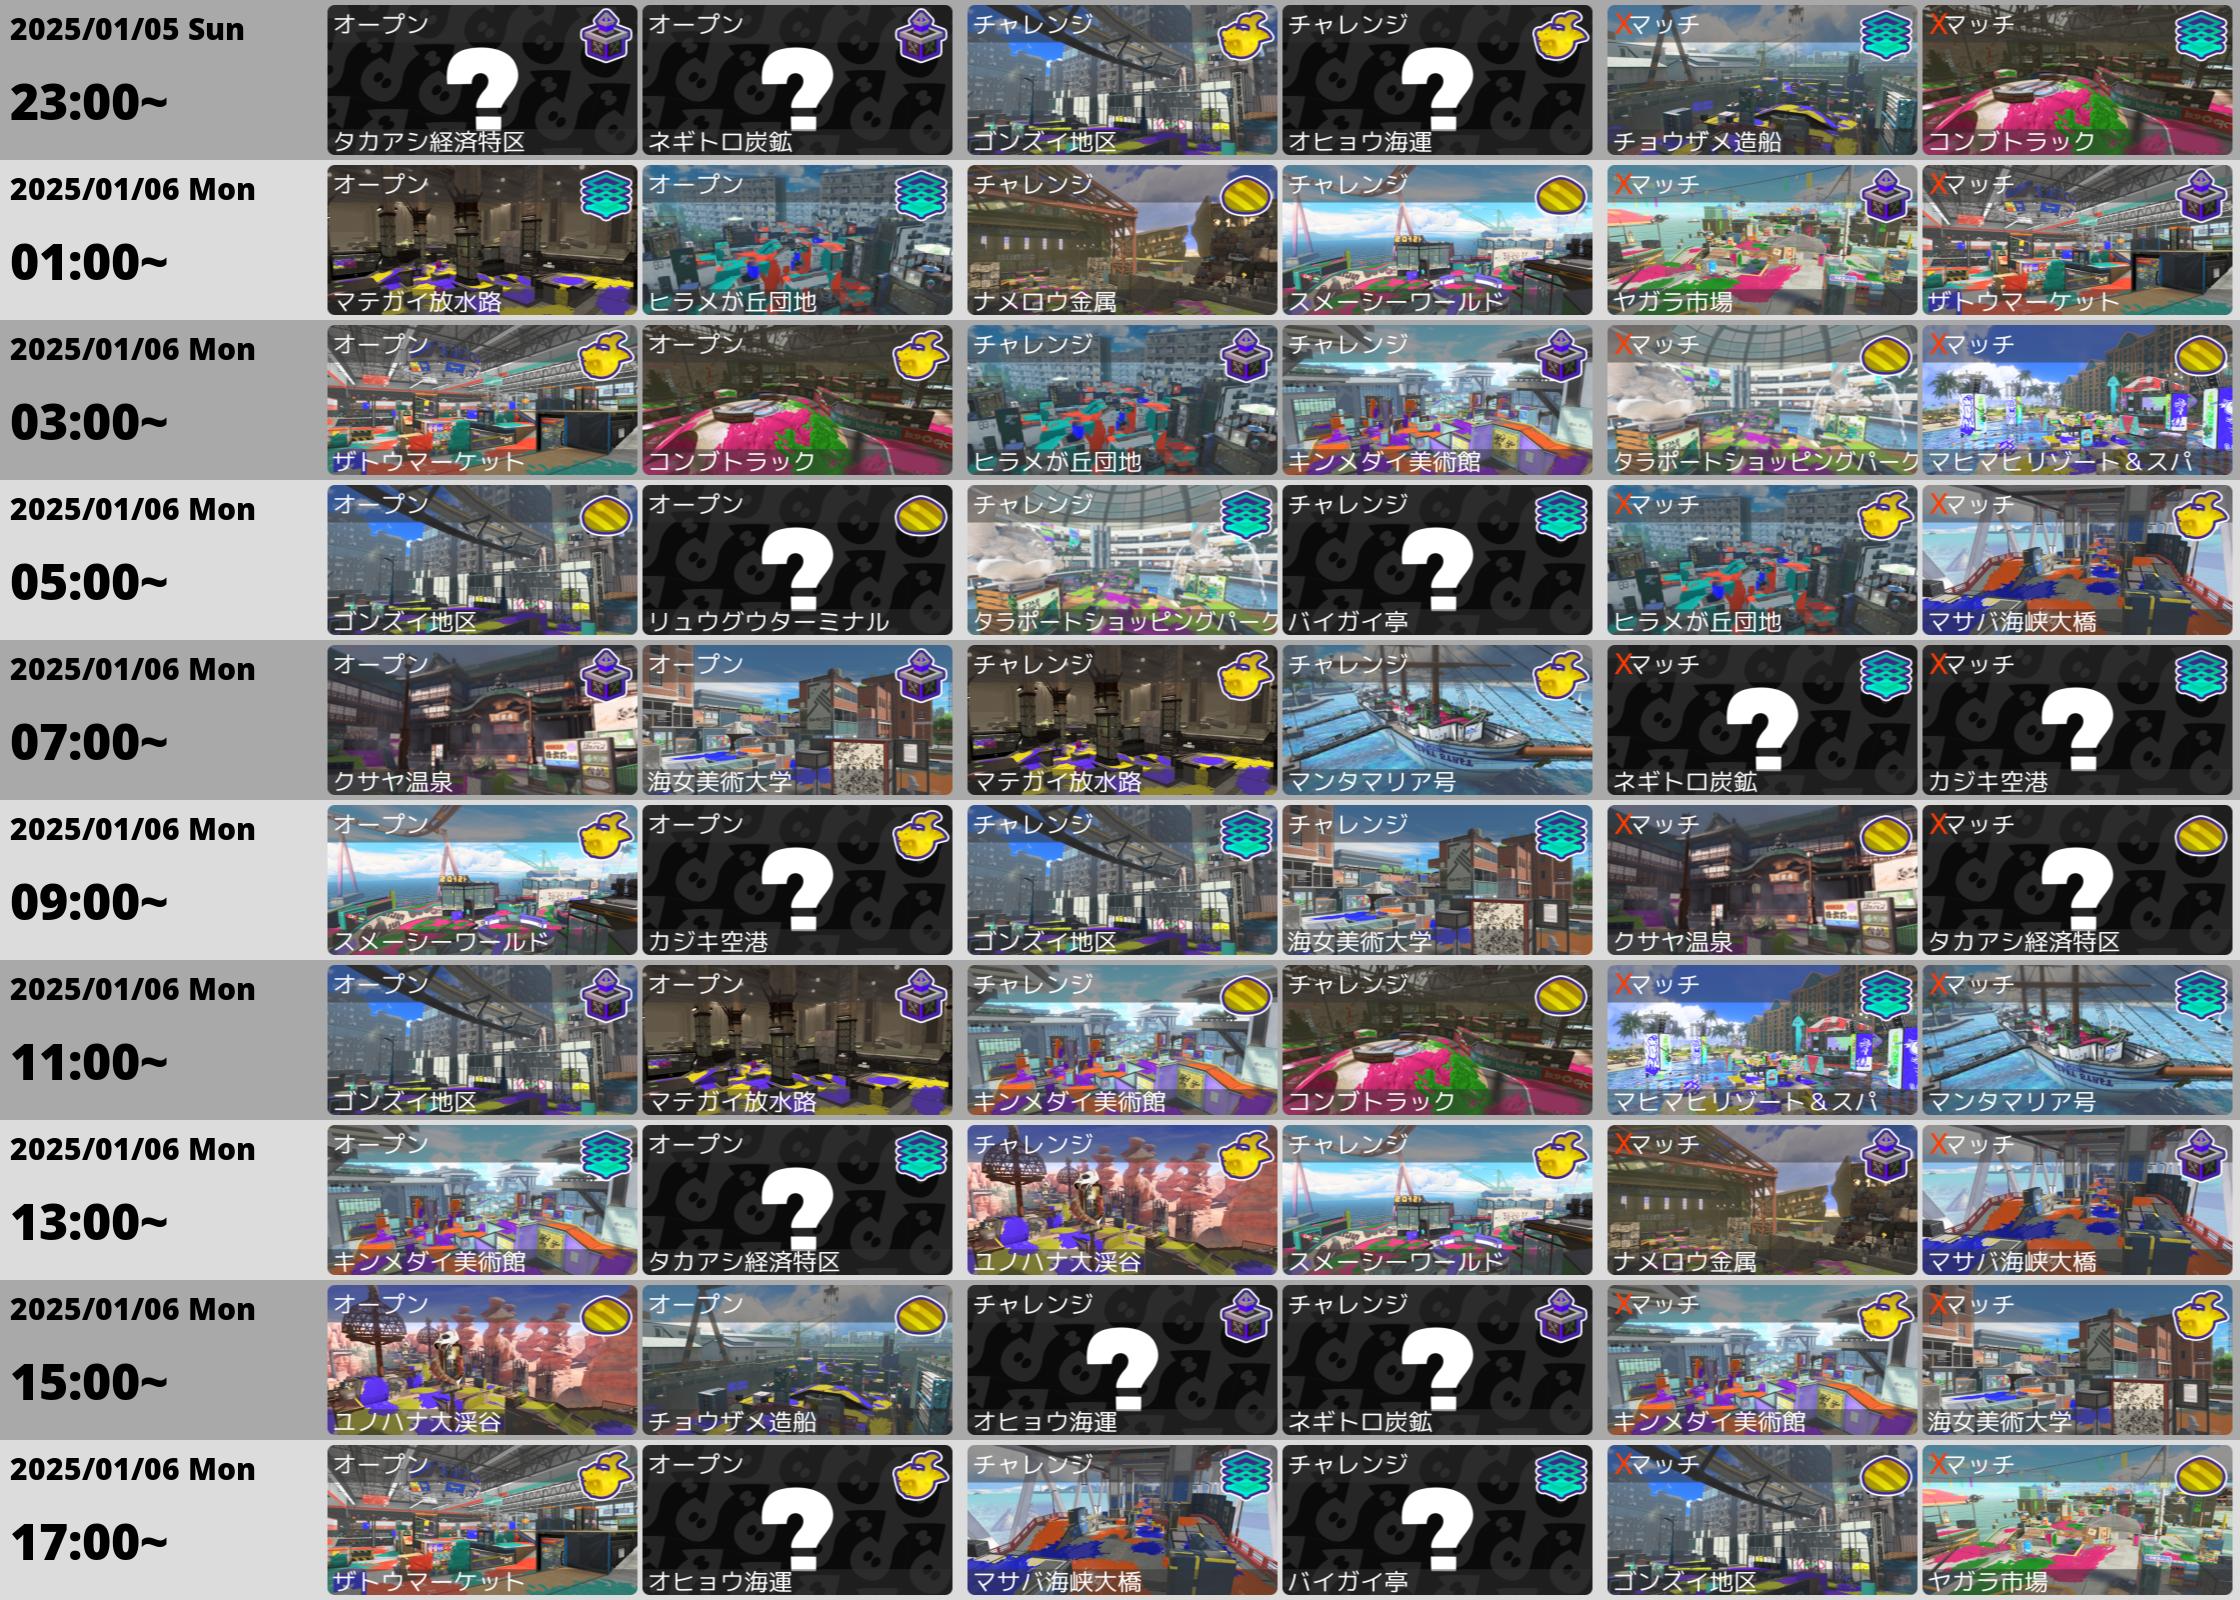 2025/01/05 Sun
23:00~
オープン
タカアシ経済特区
オープン
ネギトロ炭鉱
チャレンジ
ゴンズイ地区
チャレンジ
オヒョウ海運
Xマッチ
チョウザメ造船
Xマッチ
コンブトラック
2025/01/06 Mon
01:00~
オープン
マテガイ放水路
オープン
ヒラメが丘団地
チャレンジ
ナメロウ金属
チャレンジ
スメーシーワールド
Xマッチ
ヤガラ市場
Xマッチ
ザトウマーケット
2025/01/06 Mon
03:00~
オープン
ザトウマーケット
オープン
コンブトラック
チャレンジ
ヒラメが丘団地
チャレンジ
キンメダイ美術館
Xマッチ
タラポートショッピングパーク
Xマッチ
マヒマヒリゾート＆スパ
2025/01/06 Mon
05:00~
オープン
ゴンズイ地区
オープン
リュウグウターミナル
チャレンジ
タラポートショッピングパーク
チャレンジ
バイガイ亭
Xマッチ
ヒラメが丘団地
Xマッチ
マサバ海峡大橋
2025/01/06 Mon
07:00~
オープン
クサヤ温泉
オープン
海女美術大学
チャレンジ
マテガイ放水路
チャレンジ
マンタマリア号
Xマッチ
ネギトロ炭鉱
Xマッチ
カジキ空港
2025/01/06 Mon
09:00~
オープン
スメーシーワールド
オープン
カジキ空港
チャレンジ
ゴンズイ地区
チャレンジ
海女美術大学
Xマッチ
クサヤ温泉
Xマッチ
タカアシ経済特区
2025/01/06 Mon
11:00~
オープン
ゴンズイ地区
オープン
マテガイ放水路
チャレンジ
キンメダイ美術館
チャレンジ
コンブトラック
Xマッチ
マヒマヒリゾート＆スパ
Xマッチ
マンタマリア号
2025/01/06 Mon
13:00~
オープン
キンメダイ美術館
オープン
タカアシ経済特区
チャレンジ
ユノハナ大渓谷
チャレンジ
スメーシーワールド
Xマッチ
ナメロウ金属
Xマッチ
マサバ海峡大橋
2025/01/06 Mon
15:00~
オープン
ユノハナ大渓谷
オープン
チョウザメ造船
チャレンジ
オヒョウ海運
チャレンジ
ネギトロ炭鉱
Xマッチ
キンメダイ美術館
Xマッチ
海女美術大学
2025/01/06 Mon
17:00~
オープン
ザトウマーケット
オープン
オヒョウ海運
チャレンジ
マサバ海峡大橋
チャレンジ
バイガイ亭
Xマッチ
ゴンズイ地区
Xマッチ
ヤガラ市場